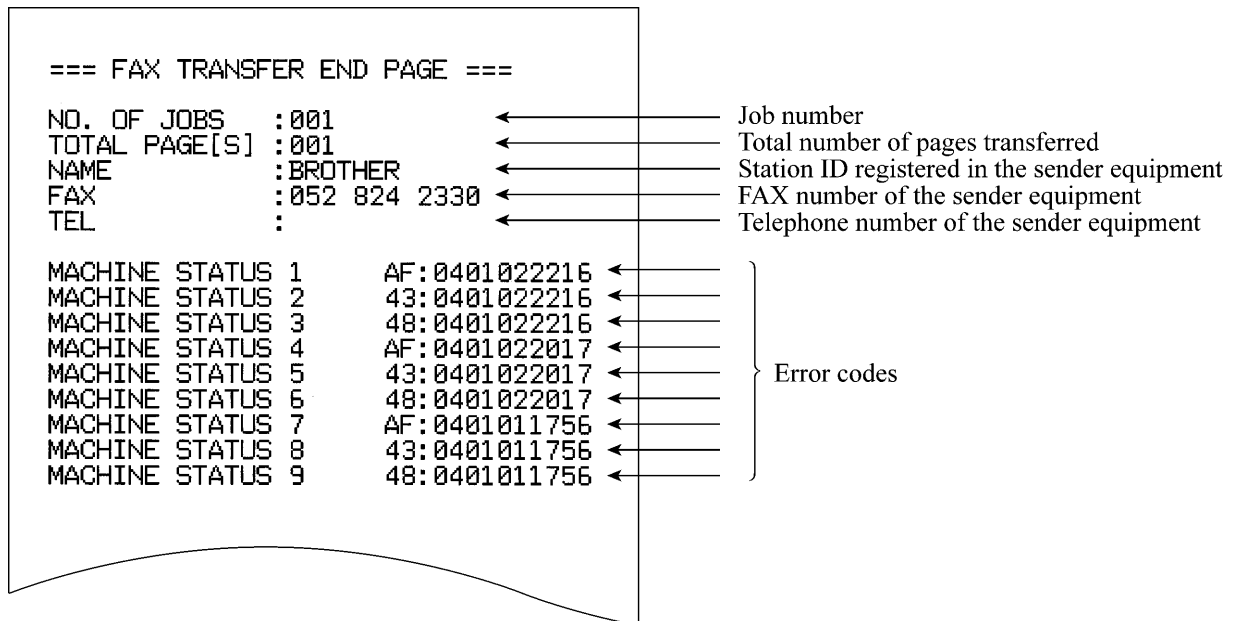 === FAX TRANSFER END PAGE ===
NO. OF JOBS :001 Job number
TOTAL PAGE[S] :001 Total number of pages transferred
NAME :BROTHER Station ID registered in the sender equipment
FAX :052 824 2330 FAX number of the sender equipment
TEL : Telephone number of the sender equipment
MACHINE STATUS 1 AF:0401022216
MACHINE STATUS 2 43:0401022216
MACHINE STATUS 3 48:0401022216
MACHINE STATUS 4 AF:0401022017
MACHINE STATUS 5 43:0401022017 Error codes
MACHINE STATUS 6 48:0401022017
MACHINE STATUS 7 AF:0401011756
MACHINE STATUS 8 43:0401011756
MACHINE STATUS 9 48:0401011756